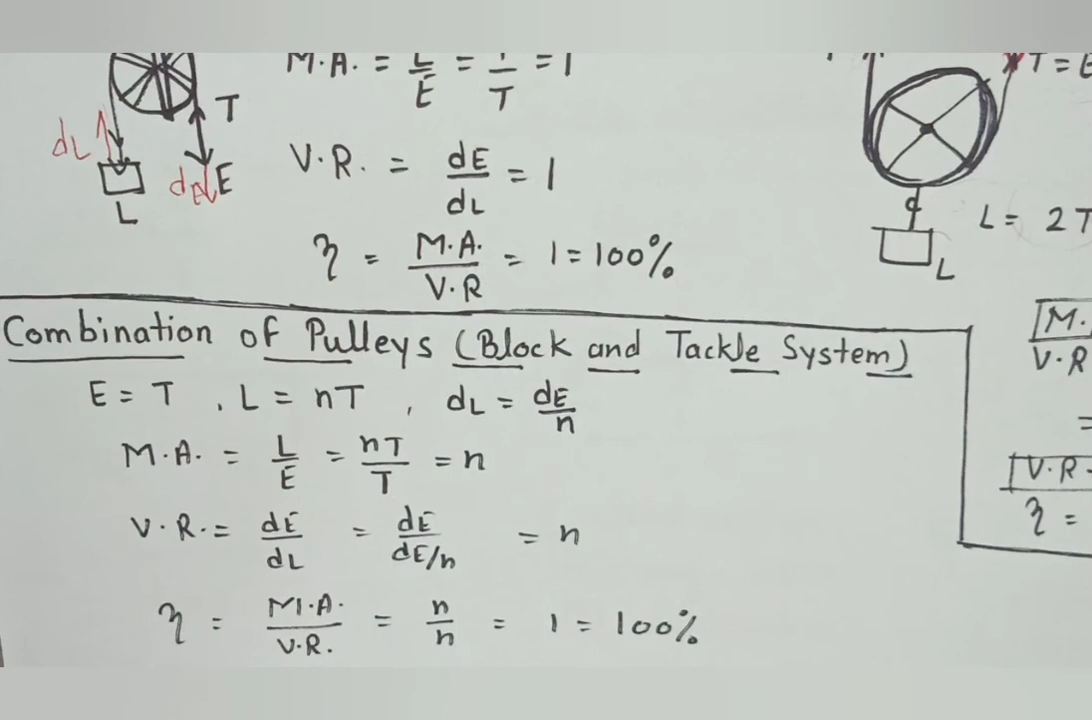 M.A. = L/E = T/T = 1
T
dL
V.R. = dE/dL = 1
E
L
η = M.A./V.R = 1 = 100%
T = E
L = 2T
L
Combination of Pulleys (Block and Tackle System)
E = T , L = nT , dL = dE/n
M.A. = L/E = nT/T = n
V.R. = dE/dL = dE/dE/n = n
η = M.A./V.R. = n/n = 1 = 100%
M.
V.R
=
V.R
η =